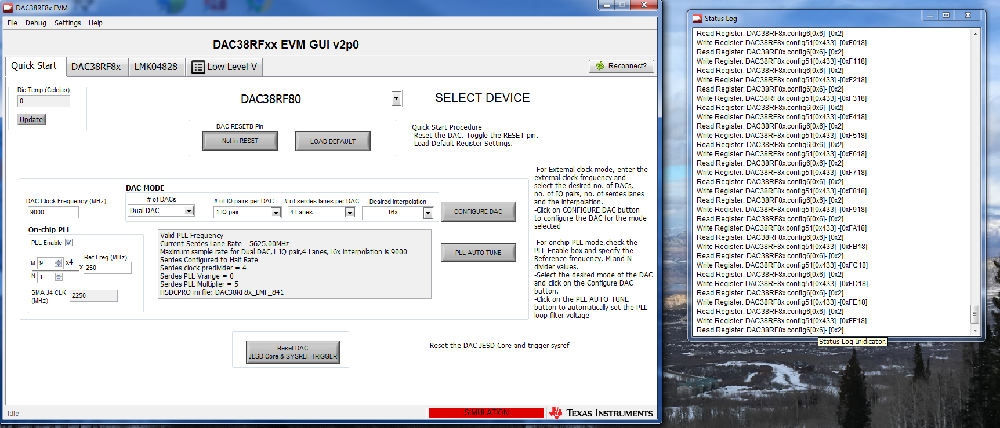 DAC38RF8x EVM
File Debug Settings Help
DAC38RFxx EVM GUI v2p0
Quick Start
DAC38RF8x
LMK04828
Low Level V
Reconnect?
Die Temp (Celcius)
0
Update
DAC38RF80
SELECT DEVICE
DAC RESETB Pin
Not in RESET
LOAD DEFAULT
Quick Start Procedure
-Reset the DAC. Toggle the RESET pin.
-Load Default Register Settings.
DAC Clock Frequency (MHz)
9000
DAC MODE
# of DACs
Dual DAC
# of IQ pairs per DAC
1 IQ pair
# of serdes lanes per DAC
4 Lanes
Desired Interpolation
16x
CONFIGURE DAC
-For External clock mode, enter the
external clock frequency and
select the desired no. of DACs,
no. of IQ pairs, no. of serdes lanes
and the interpolation.
-Click on CONFIGURE DAC button
to configure the DAC for the mode
selected
On-chip PLL
PLL Enable
M 9 x4
N 1
x
Ref Freq (MHz)
250
SMA J4 CLK
(MHz)
2250
Valid PLL Frequency
Current Serdes Lane Rate =5625.00MHz
Maximum sample rate for Dual DAC,1 IQ pair,4 Lanes,16x interpolation is 9000
Serdes Configured to Half Rate
Serdes clock predivider = 4
Serdes PLL Vrange = 0
Serdes PLL Multiplier = 5
HSDCPRO ini file: DAC38RF8x_LMF_841
PLL AUTO TUNE
-For onchip PLL mode,check the
PLL Enable box and specify the
Reference frequency, M and N
divider values.
-Select the desired mode of the DAC
and click on the Configure DAC
button.
-Click on the PLL AUTO TUNE
button to automatically set the PLL
loop filter voltage
Reset DAC
JESD Core & SYSREF TRIGGER
-Reset the DAC JESD Core and trigger sysref
Idle
SIMULATION
TEXAS INSTRUMENTS
Status Log
Read Register: DAC38RF8x.config6[0x6]- [0x2]
Write Register: DAC38RF8x.config51[0x433] -[0xF018]
Read Register: DAC38RF8x.config6[0x6]- [0x2]
Write Register: DAC38RF8x.config51[0x433] -[0xF118]
Read Register: DAC38RF8x.config6[0x6]- [0x2]
Write Register: DAC38RF8x.config51[0x433] -[0xF218]
Read Register: DAC38RF8x.config6[0x6]- [0x2]
Write Register: DAC38RF8x.config51[0x433] -[0xF318]
Read Register: DAC38RF8x.config6[0x6]- [0x2]
Write Register: DAC38RF8x.config51[0x433] -[0xF418]
Read Register: DAC38RF8x.config6[0x6]- [0x2]
Write Register: DAC38RF8x.config51[0x433] -[0xF518]
Read Register: DAC38RF8x.config6[0x6]- [0x2]
Write Register: DAC38RF8x.config51[0x433] -[0xF618]
Read Register: DAC38RF8x.config6[0x6]- [0x2]
Write Register: DAC38RF8x.config51[0x433] -[0xF718]
Read Register: DAC38RF8x.config6[0x6]- [0x2]
Write Register: DAC38RF8x.config51[0x433] -[0xF818]
Read Register: DAC38RF8x.config6[0x6]- [0x2]
Write Register: DAC38RF8x.config51[0x433] -[0xF918]
Read Register: DAC38RF8x.config6[0x6]- [0x2]
Write Register: DAC38RF8x.config51[0x433] -[0xFA18]
Read Register: DAC38RF8x.config6[0x6]- [0x2]
Write Register: DAC38RF8x.config51[0x433] -[0xFB18]
Read Register: DAC38RF8x.config6[0x6]- [0x2]
Write Register: DAC38RF8x.config51[0x433] -[0xFC18]
Read Register: DAC38RF8x.config6[0x6]- [0x2]
Write Register: DAC38RF8x.config51[0x433] -[0xFD18]
Read Register: DAC38RF8x.config6[0x6]- [0x2]
Write Register: DAC38RF8x.config51[0x433] -[0xFE18]
Read Register: DAC38RF8x.config6[0x6]- [0x2]
Write Register: DAC38RF8x.config51[0x433] -[0xFF18]
Read Register: DAC38RF8x.config6[0x6]- [0x2]
Status Log Inidicator.